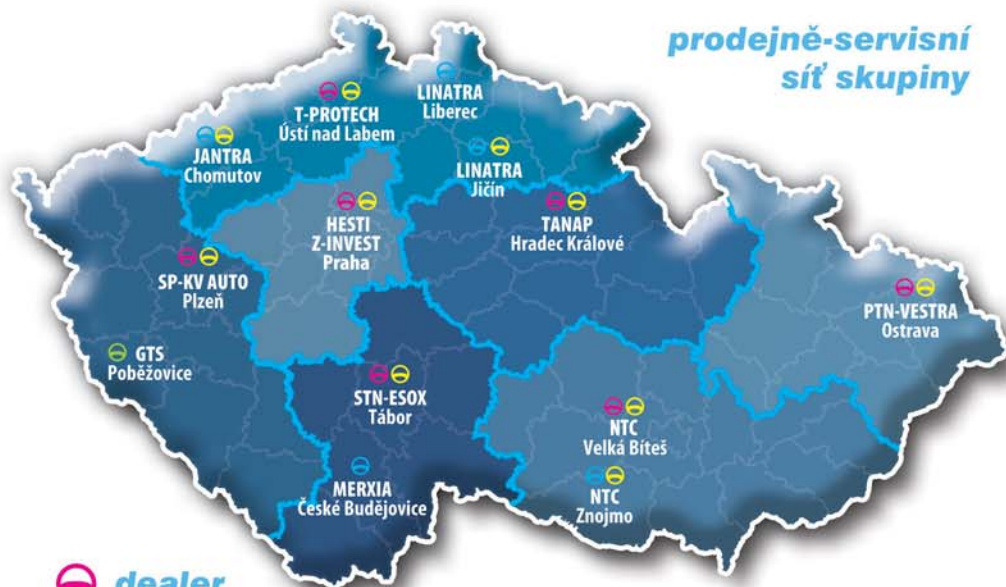 prodejně-servisní
síť skupiny
LINATRA
Liberec
T-PROTECH
Ústí nad Labem
JANTRA
Chomutov
LINATRA
Jičín
HESTI
Z-INVEST
Praha
TANAP
Hradec Králové
SP-KV AUTO
Plzeň
PTN-VESTRA
Ostrava
GTS
Poběžovice
STN-ESOX
Tábor
NTC
Velká Bíteš
MERXIA
České Budějovice
NTC
Znojmo
dealer